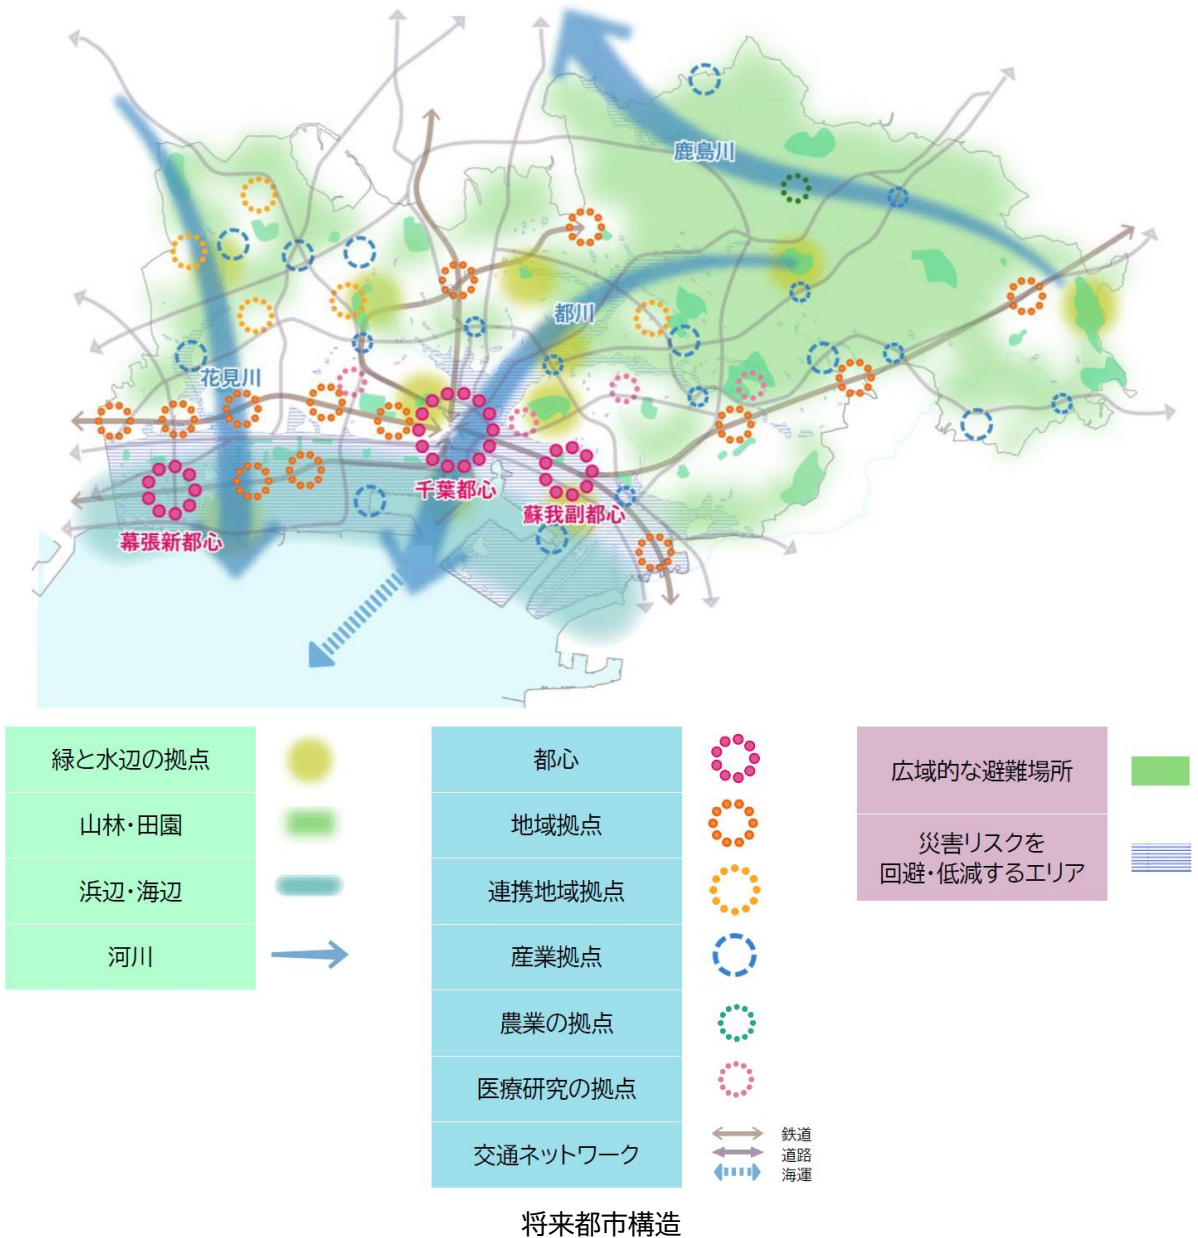 鹿島川
都川
花見川
千葉都心
蘇我副都心
幕張新都心
緑と水辺の拠点
山林・田園
浜辺・海辺
河川
都心
地域拠点
連携地域拠点
産業拠点
農業の拠点
医療研究の拠点
交通ネットワーク
鉄道
道路
海運
広域的な避難場所
災害リスクを
回避・低減するエリア
将来都市構造